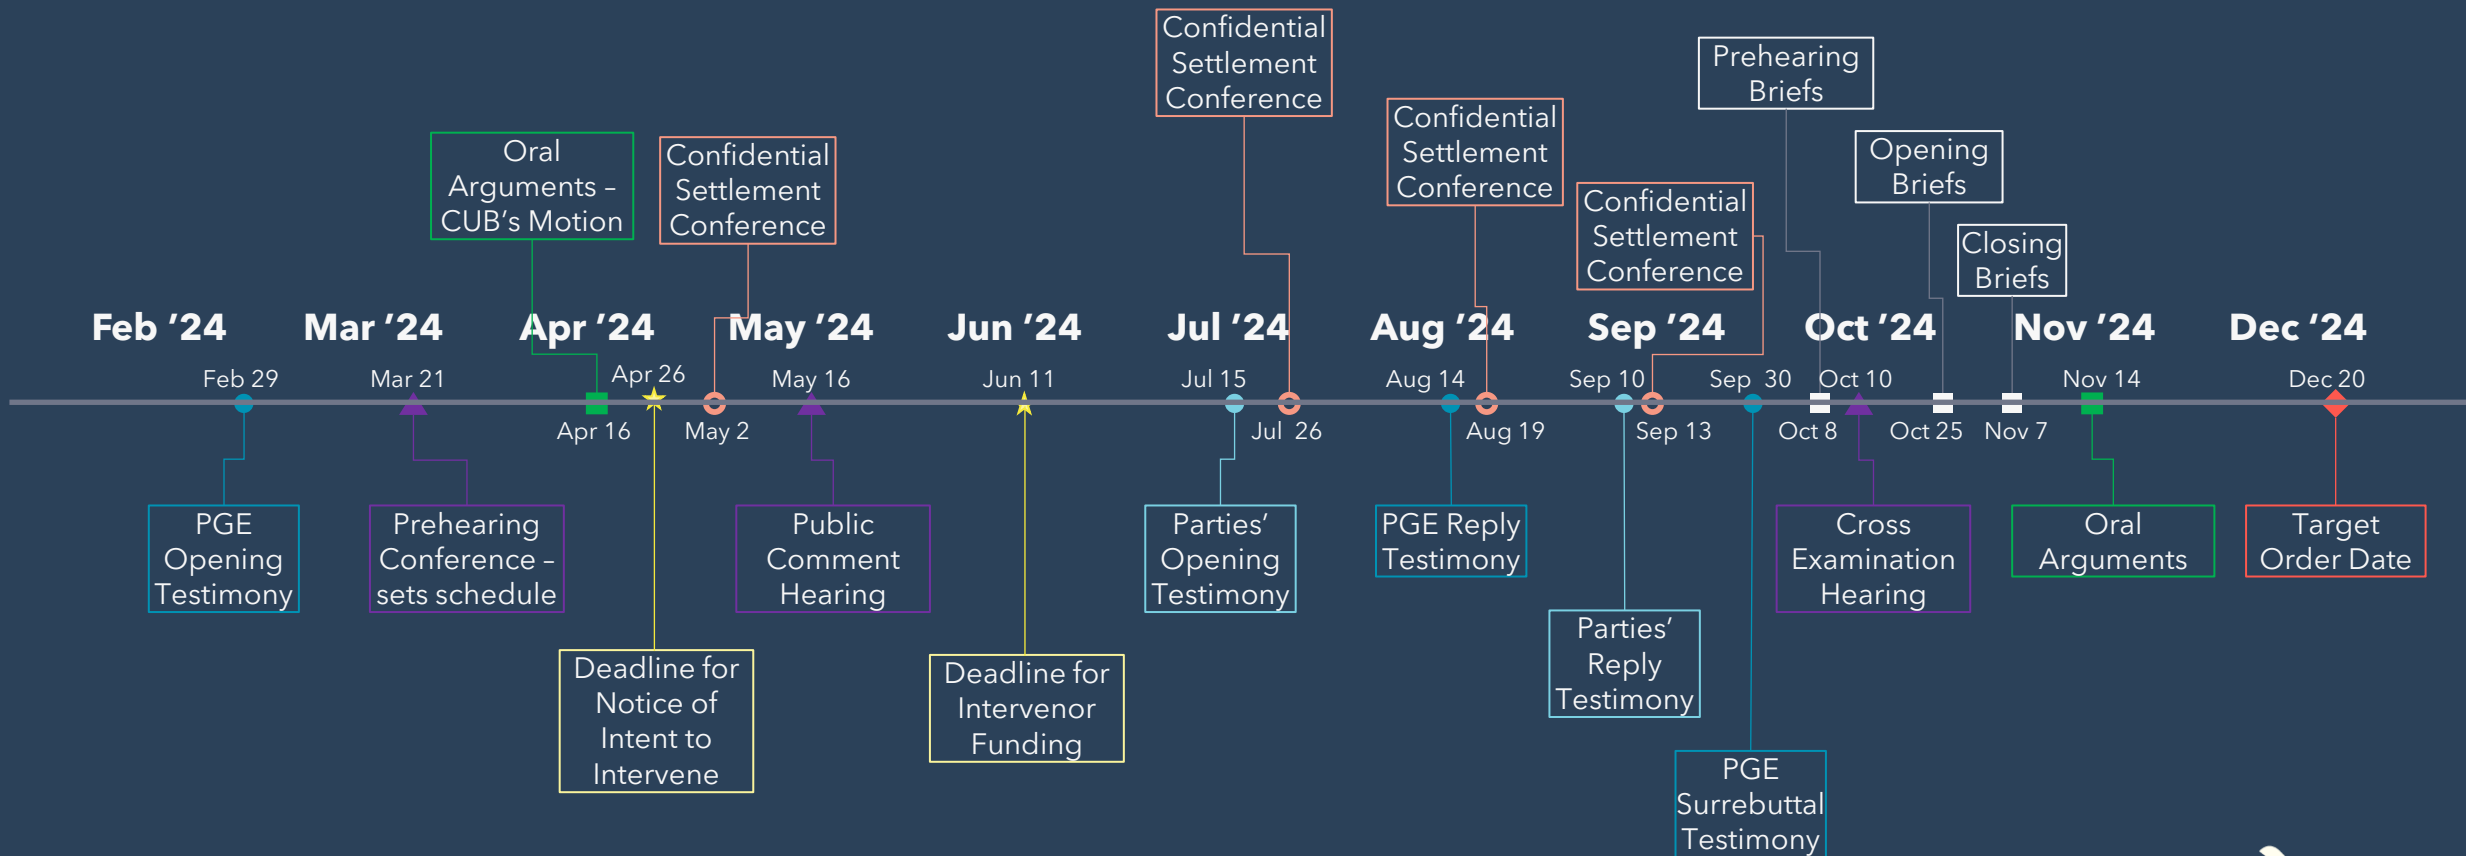 Confidential
Settlement
Conference
Prehearing
Briefs
Confidential
Settlement
Conference
Oral
Arguments –
CUB’s Motion
Confidential
Settlement
Conference
Opening
Briefs
Confidential
Settlement
Conference
Closing
Briefs
Feb ’24
Mar ’24
Apr ’24
May ’24
Jun ’24
Jul ’24
Aug ’24
Sep ’24
Oct ’24
Nov ’24
Dec ’24
Feb 29
Mar 21
Apr 26
May 16
Jun 11
Jul 15
Aug 14
Sep 10
Sep 30
Oct 10
Nov 14
Dec 20
Apr 16
May 2
Jul 26
Aug 19
Sep 13
Oct 8
Oct 25
Nov 7
PGE
Opening
Testimony
Prehearing
Conference –
sets schedule
Public
Comment
Hearing
Parties’
Opening
Testimony
PGE Reply
Testimony
Cross
Examination
Hearing
Oral
Arguments
Target
Order Date
Parties’
Reply
Testimony
Deadline for
Notice of
Intent to
Intervene
Deadline for
Intervenor
Funding
PGE
Surrebuttal
Testimony